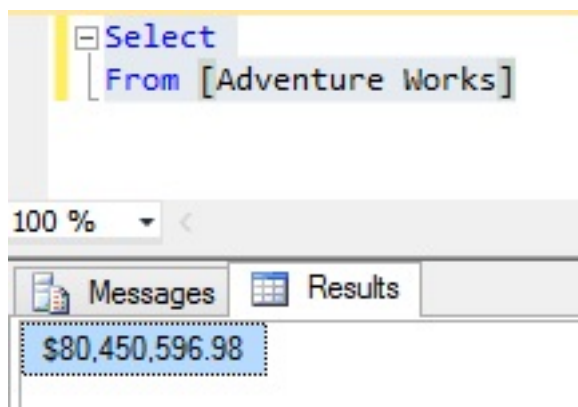 Select
From [Adventure Works]
100 %
Messages Results
$80,450,596.98